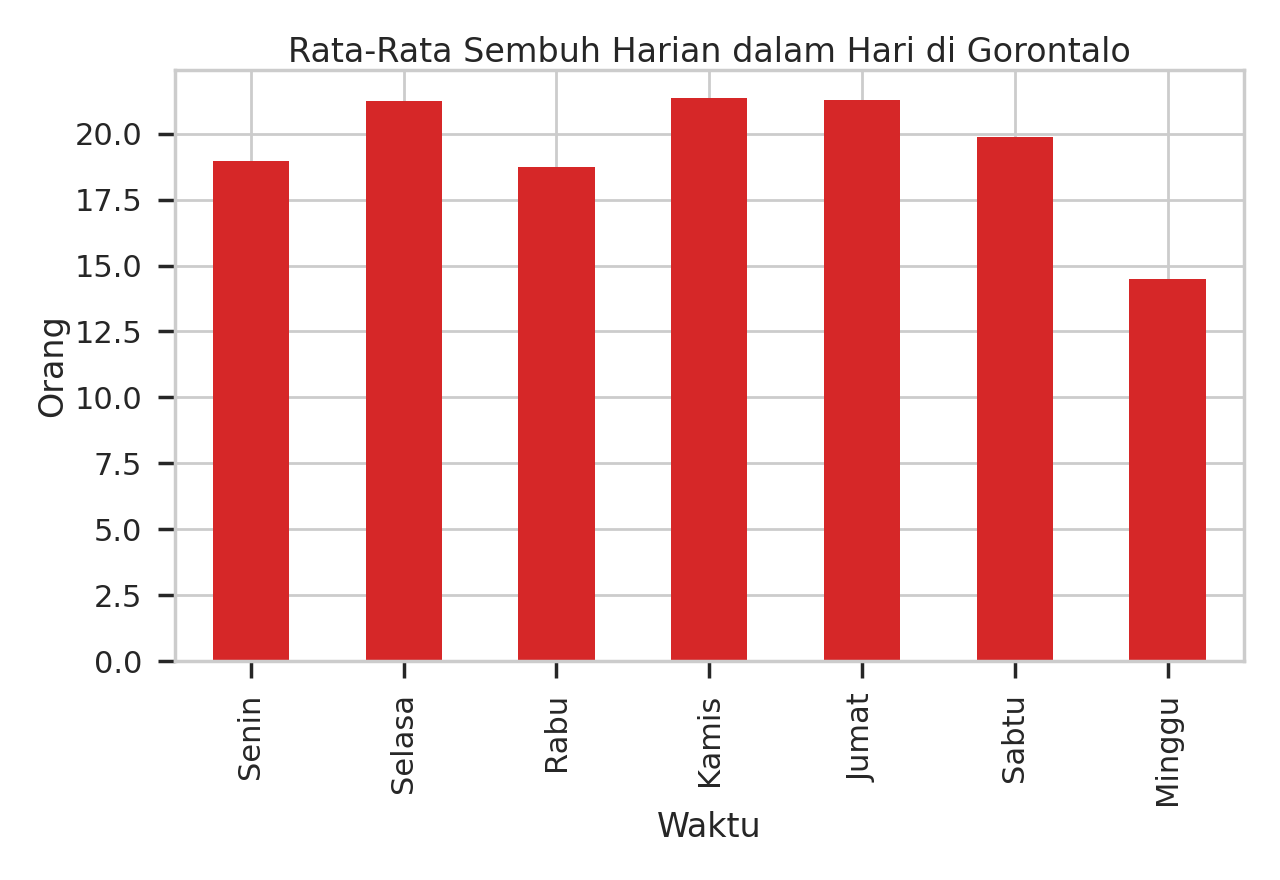 Rata-Rata Sembuh Harian dalam Hari di Gorontalo
20.0
17.5
15.0
12.5
10.0
7.5
5.0
2.5
0.0
Orang
Senin
Selasa
Rabu
Kamis
Jumat
Sabtu
Minggu
Waktu